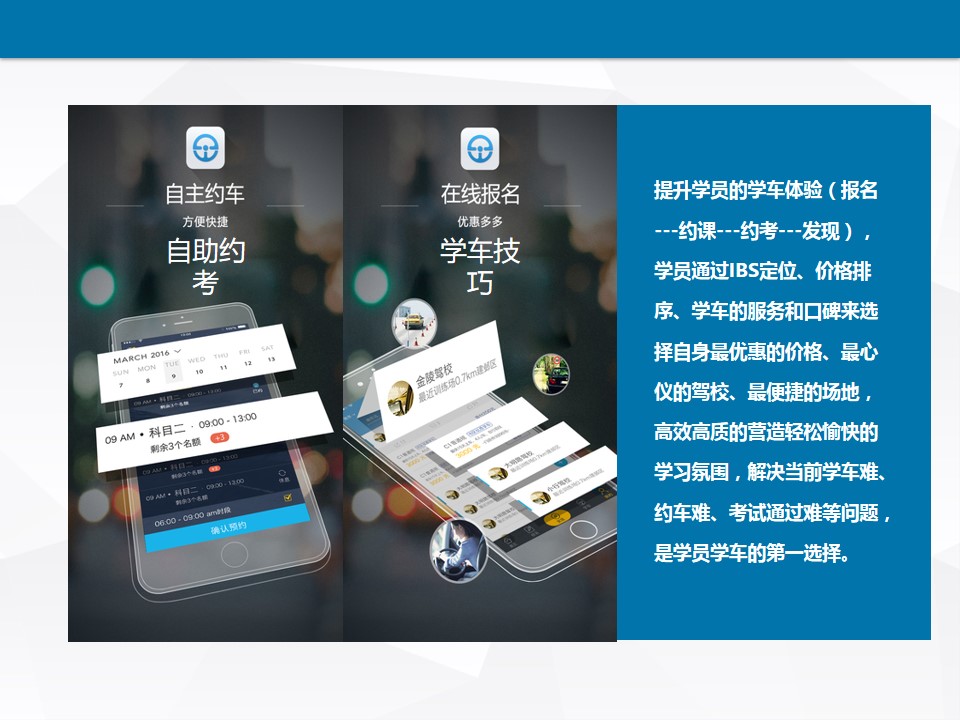 自主约车
方便快捷
自助约
考
MARCH 2016
SUN MON TUE WED THU FRI SAT
7 8 9 10 11 12 13
09 AM • 科目二 · 09:00 - 13:00
剩余3个名额 +3
09 AM • 科目二 · 09:00 - 13:00
剩余3个名额
06:00 - 09:00 am时段
确认预约
在线报名
优惠多多
学车技
巧
金陵驾校
最近训练场0.7km建邺区
提升学员的学车体验（报名
---约课---约考---发现），
学员通过IBS定位、价格排
序、学车的服务和口碑来选
择自身最优惠的价格、最心
仪的驾校、最便捷的场地，
高效高质的营造轻松愉快的
学习氛围，解决当前学车难、
约车难、考试通过难等问题，
是学员学车的第一选择。